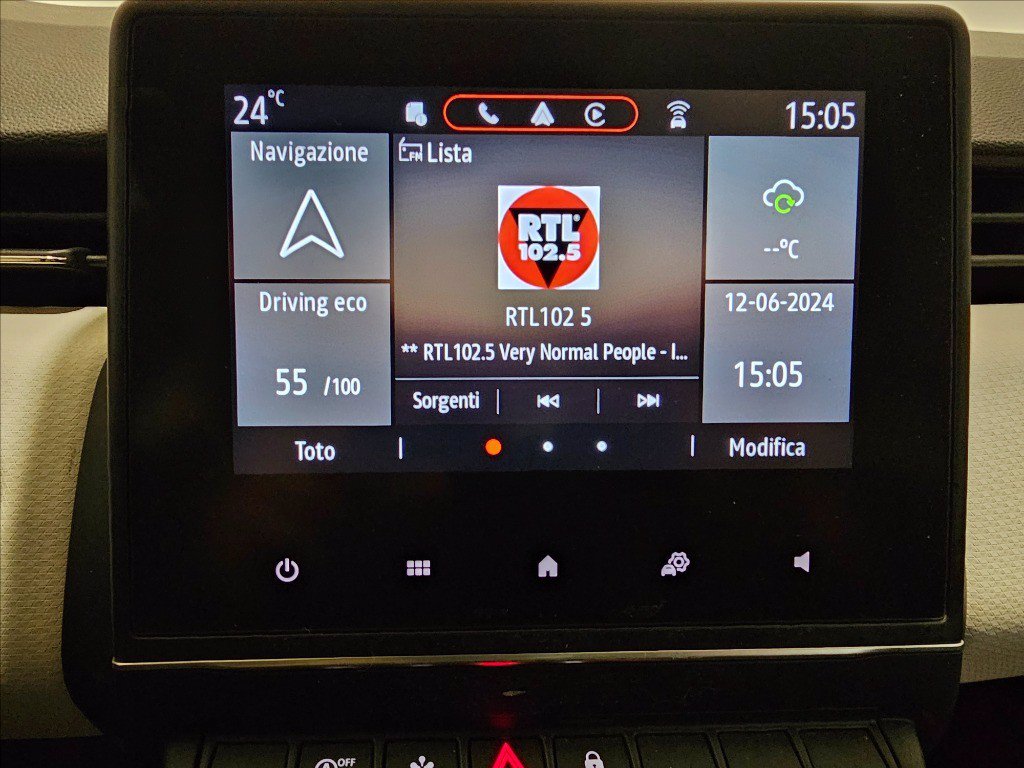 24°C
15:05
Navigazione
FM Lista
RTL®
102.5
--°C
RTL102 5
Driving eco
12-06-2024
** RTL102.5 Very Normal People - I...
55 /100
15:05
Sorgenti
Toto
Modifica
OFF